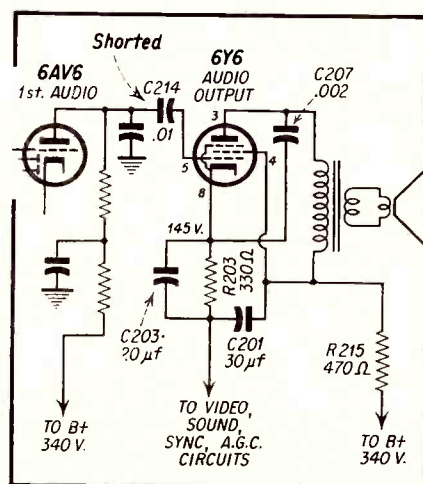 Shorted
6AV6
1st. AUDIO
C214
.01
6Y6
AUDIO
OUTPUT
C207
.002
3
5
4
8
145 V.
R203
330Ω
C203
20 µf
C201
30 µf
R215
470 Ω
TO B+
340 V.
TO VIDEO,
SOUND,
SYNC, A.G.C.
CIRCUITS
TO B+
340 V.